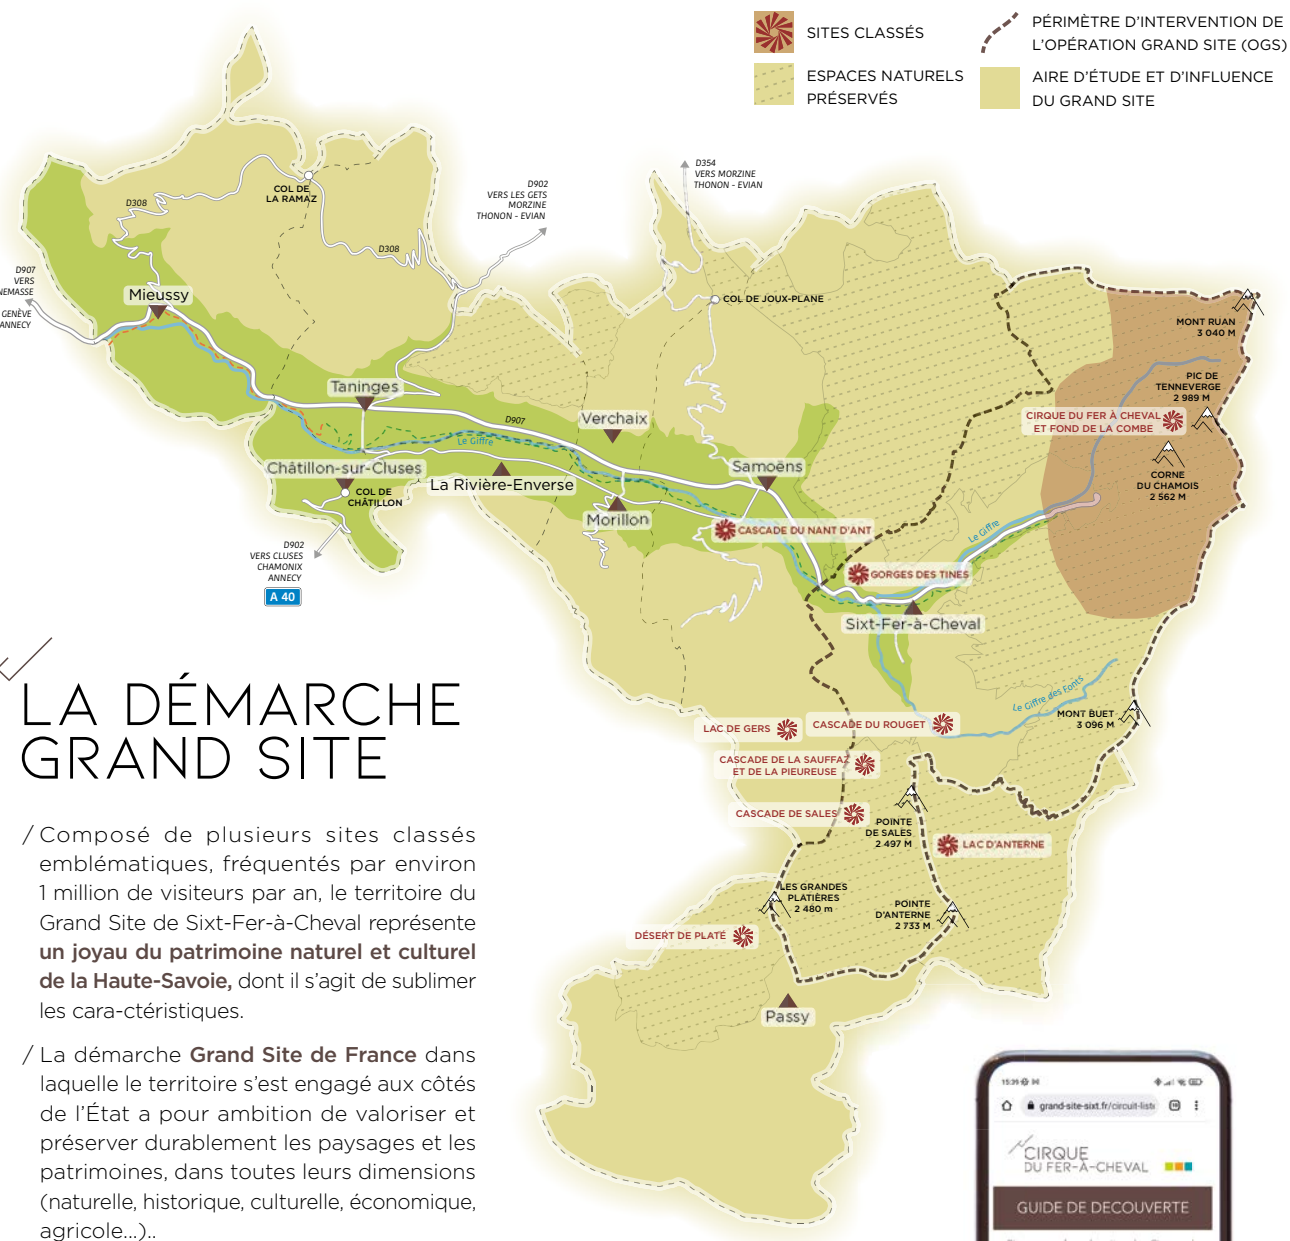 SITES CLASSÉS
ESPACES NATURELS
PRÉSERVÉS
PÉRIMÈTRE D'INTERVENTION DE
L'OPÉRATION GRAND SITE (OGS)
AIRE D'ÉTUDE ET D'INFLUENCE
DU GRAND SITE
D354
VERS MORZINE
THONON - EVIAN
D902
VERS LES GETS
MORZINE
THONON - EVIAN
COL DE
LA RAMAZ
D308
D308
D907
VERS
NEMASSE
GENÈVE
ANNECY
Mieussy
COL DE JOUX-PLANE
MONT RUAN
3 040 M
PIC DE
TENNEVERGE
2 989 M
CIRQUE DU FER À CHEVAL
ET FOND DE LA COMBE
CORNE
DU CHAMOIS
2 562 M
Taninges
D907
Verchaix
Le Giffre
Châtillon-sur-Cluses
COL DE
CHÂTILLON
La Rivière-Enverse
Samoëns
Morillon
CASCADE DU NANT D'ANT
Le Giffre
D902
VERS CLUSES
CHAMONIX
ANNECY
A 40
GORGES DES TINES
Sixt-Fer-à-Cheval
Le Giffre des Fonts
MONT BUET
3 096 M
LAC DE GERS
CASCADE DU ROUGET
CASCADE DE LA SAUFFAZ
ET DE LA PIEUREUSE
CASCADE DE SALES
POINTE
DE SALES
2 497 M
LAC D'ANTERNE
LES GRANDES
PLATIÈRES
2 480 m
POINTE
D'ANTERNE
2 733 M
DÉSERT DE PLATÉ
Passy
LA DÉMARCHE
GRAND SITE
/ Composé de plusieurs sites classés
emblématiques, fréquentés par environ
1 million de visiteurs par an, le territoire du
Grand Site de Sixt-Fer-à-Cheval représente
un joyau du patrimoine naturel et culturel
de la Haute-Savoie, dont il s'agit de sublimer
les cara-ctéristiques.
/ La démarche Grand Site de France dans
laquelle le territoire s'est engagé aux côtés
de l'État a pour ambition de valoriser et
préserver durablement les paysages et les
patrimoines, dans toutes leurs dimensions
(naturelle, historique, culturelle, économique,
agricole...)..
15:39
grand-site-sixt.fr/circuit-liste
CIRQUE
DU FER-À-CHEVAL
GUIDE DE DECOUVERTE